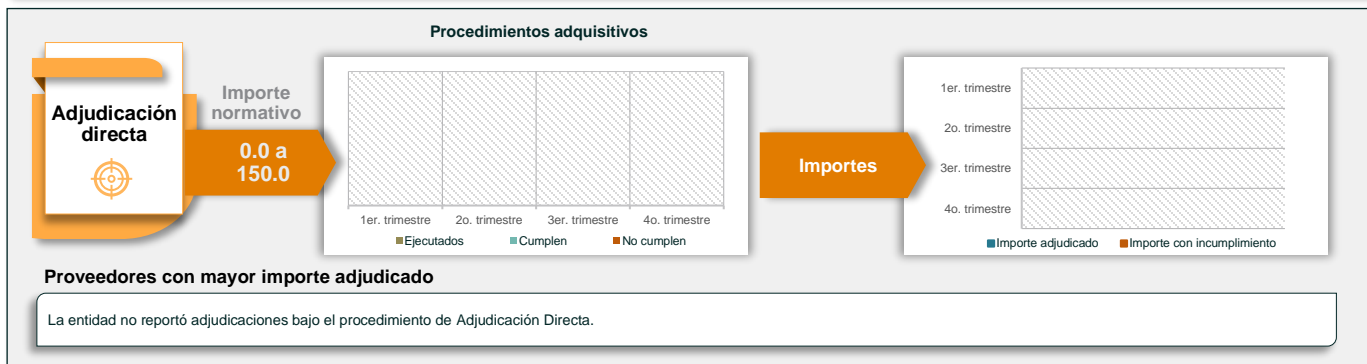 Procedimientos adquisitivos
Adjudicación
directa
Importe
normativo
0.0 a
150.0
1er. trimestre
2o. trimestre
3er. trimestre
4o. trimestre
Ejecutados
Cumplen
No cumplen
Importes
1er. trimestre
2o. trimestre
3er. trimestre
4o. trimestre
Importe adjudicado
Importe con incumplimiento
Proveedores con mayor importe adjudicado
La entidad no reportó adjudicaciones bajo el procedimiento de Adjudicación Directa.